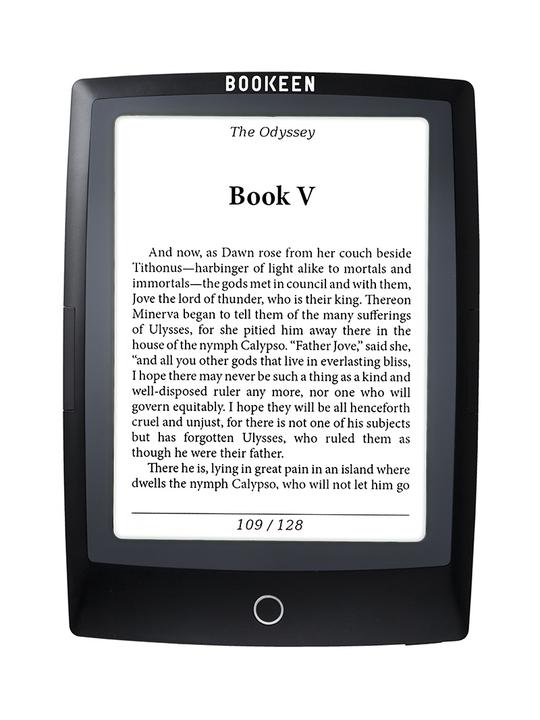 BOOKEEN
The Odyssey
Book V
And now, as Dawn rose from her couch beside
Tithonus—harbinger of light alike to mortals and
immortals—the gods met in council and with them,
Jove the lord of thunder, who is their king. Thereon
Minerva began to tell them of the many sufferings
of Ulysses, for she pitied him away there in the
house of the nymph Calypso. “Father Jove,” said she,
“and all you other gods that live in everlasting bliss,
I hope there may never be such a thing as a kind and
well-disposed ruler any more, nor one who will
govern equitably. I hope they will be all henceforth
cruel and unjust, for there is not one of his subjects
but has forgotten Ulysses, who ruled them as
though he were their father.
There he is, lying in great pain in an island where
dwells the nymph Calypso, who will not let him go
109 / 128